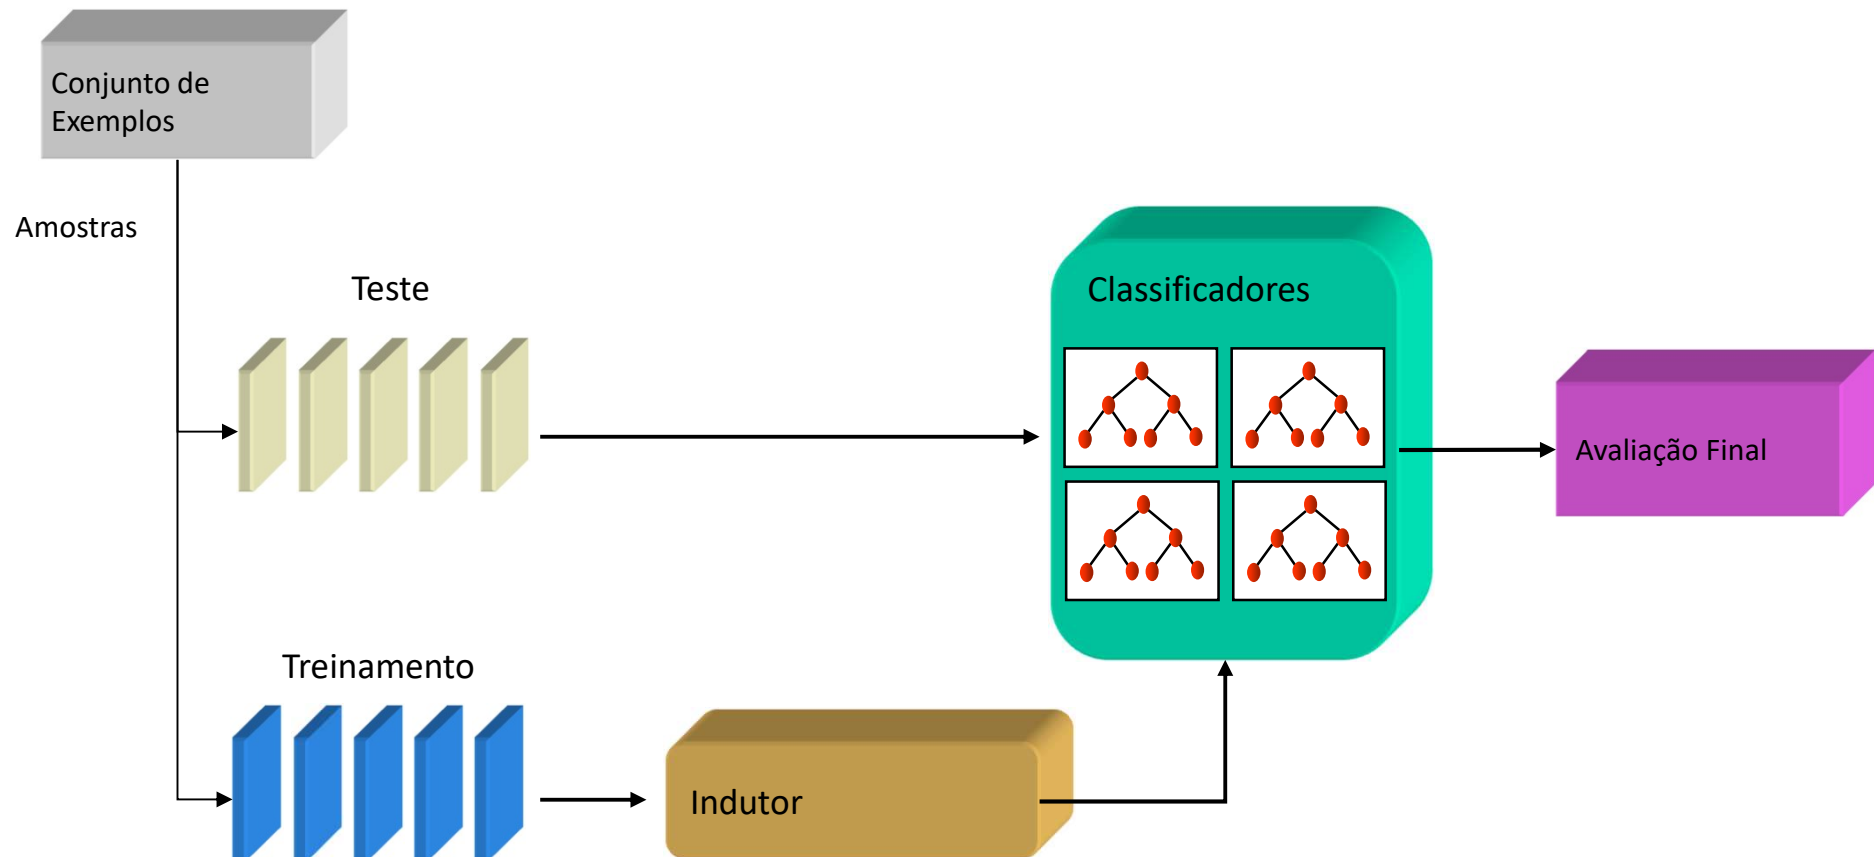 Conjunto de
Exemplos
Amostras
Teste
Classificadores
Avaliação Final
Treinamento
Indutor